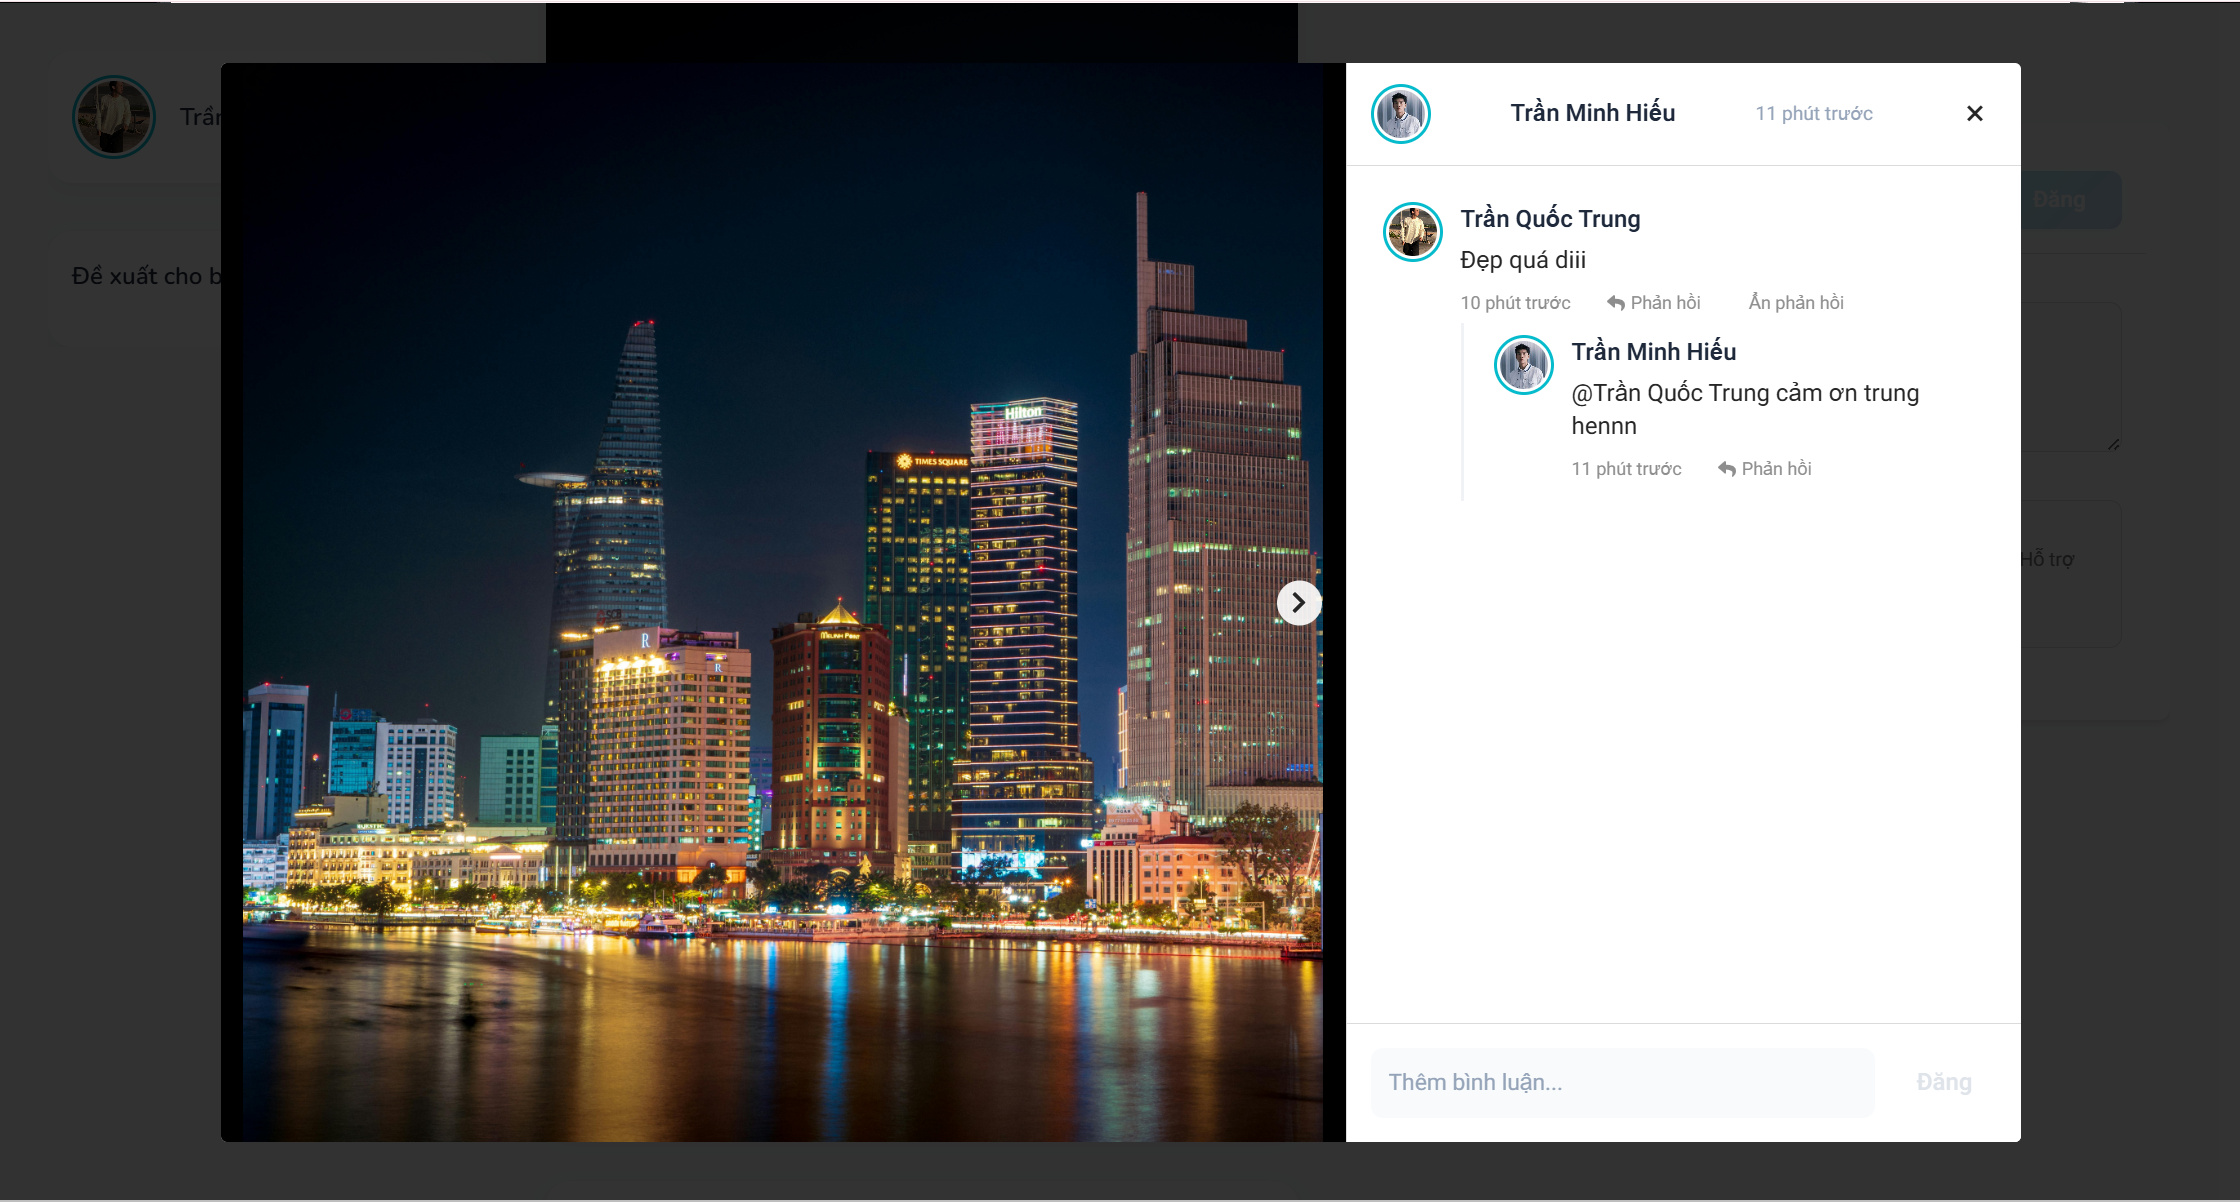 Trần
Đề xuất cho b
Hilton
TIMES SQUARE
R
R
MELINH POINT
Trần Minh Hiếu
11 phút trước
Trần Quốc Trung
Đẹp quá diii
10 phút trước
Phản hồi
Ẩn phản hồi
Trần Minh Hiếu
@Trần Quốc Trung cảm ơn trung
hennn
11 phút trước
Phản hồi
Thêm bình luận...
Đăng
Đăng
Hỗ trợ